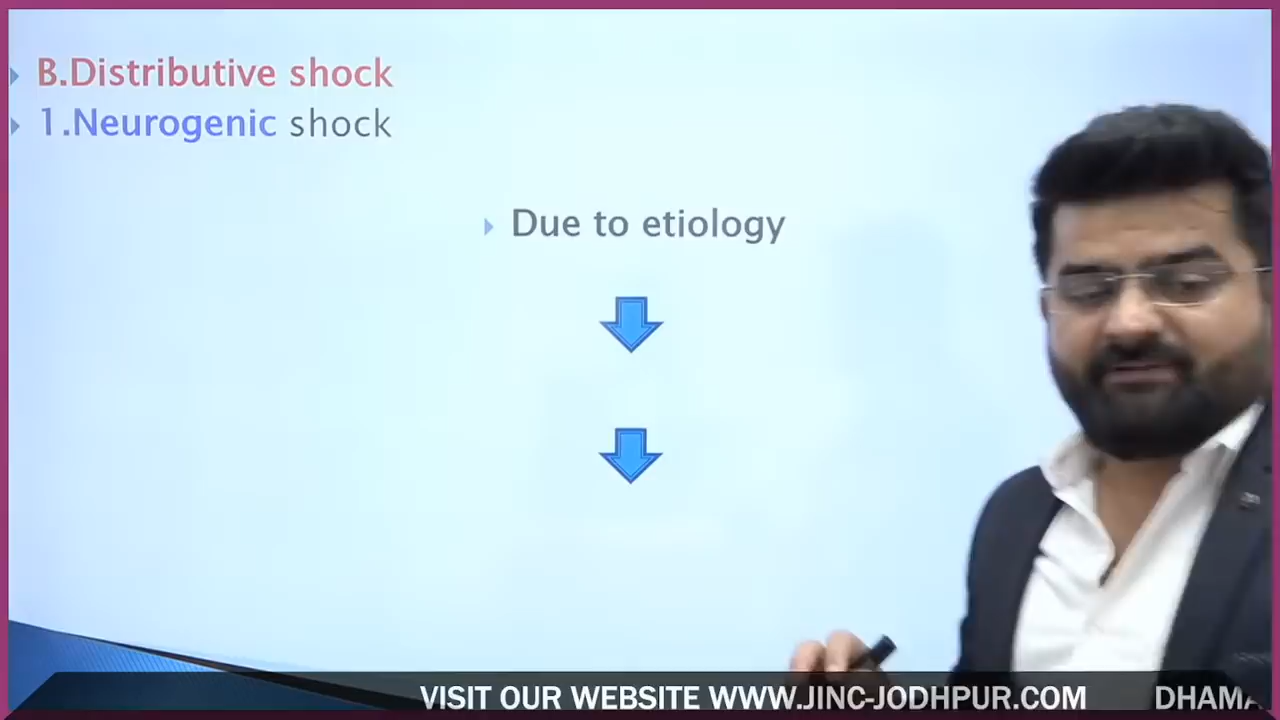 B.Distributive shock
1.Neurogenic shock
Due to etiology
VISIT OUR WEBSITE WWW.JINC-JODHPUR.COM